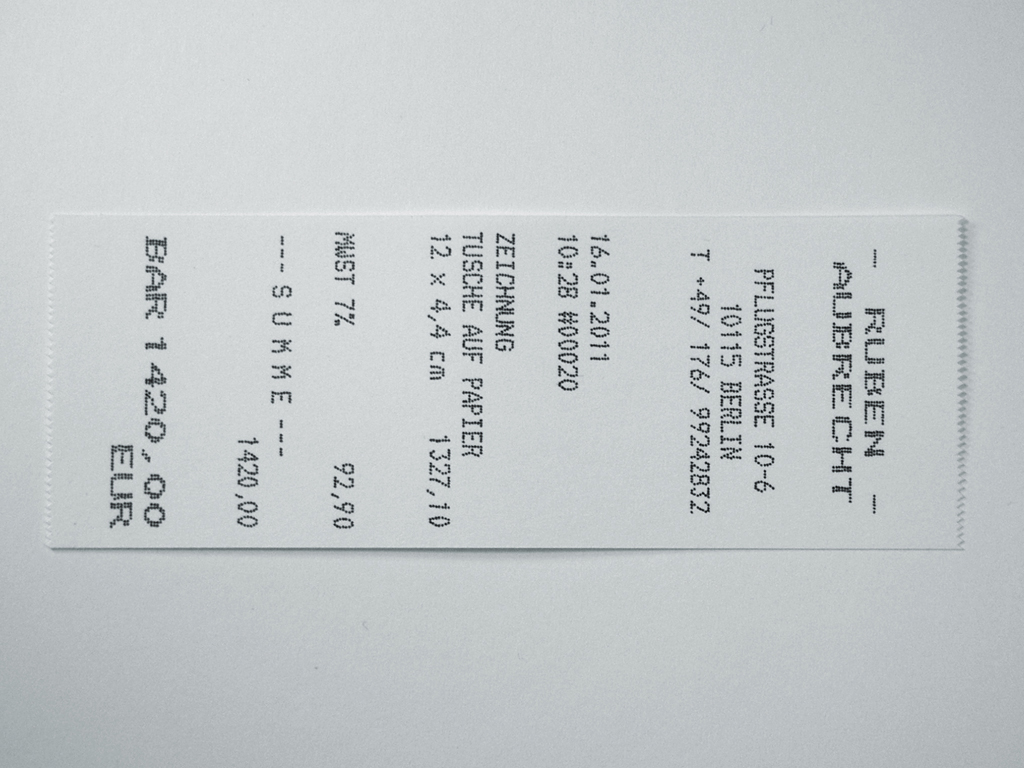 - RUBEN -
AUBRECHT
PFLUGSTRASSE 10-6
10115 BERLIN
T +49/ 176/ 99242832
16.01.2011
10:28 #00020
ZEICHNUNG
TUSCHE AUF PAPIER
12 x 4,4 cm 1327,10
MWST 7% 92,90
--- S U M M E ---
1420,00
BAR 1420,00
EUR